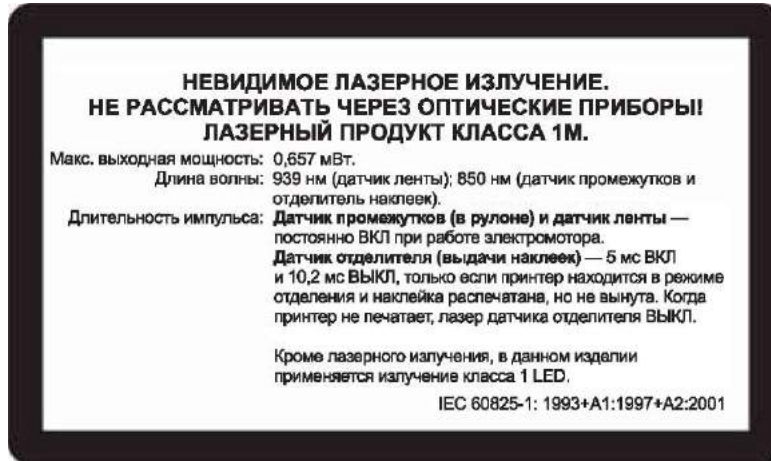 НЕВИДИМОЕ ЛАЗЕРНОЕ ИЗЛУЧЕНИЕ.
НЕ РАССМАТРИВАТЬ ЧЕРЕЗ ОПТИЧЕСКИЕ ПРИБОРЫ!
ЛАЗЕРНЫЙ ПРОДУКТ КЛАССА 1М.
Макс. выходная мощность: 0,657 мВт.
Длина волны: 939 нм (датчик ленты); 850 нм (датчик промежутков и
отделитель наклеек).
Длительность импульса: Датчик промежутков (в рулоне) и датчик ленты —
постоянно ВКЛ при работе электромотора.
Датчик отделителя (выдачи наклеек) — 5 мс ВКЛ
и 10,2 мс ВЫКЛ, только если принтер находится в режиме
отделения и наклейка распечатана, но не вынута. Когда
принтер не печатает, лазер датчика отделителя ВЫКЛ.
Кроме лазерного излучения, в данном изделии
применяется излучение класса 1 LED.
IEC 60825-1: 1993+A1:1997+A2:2001